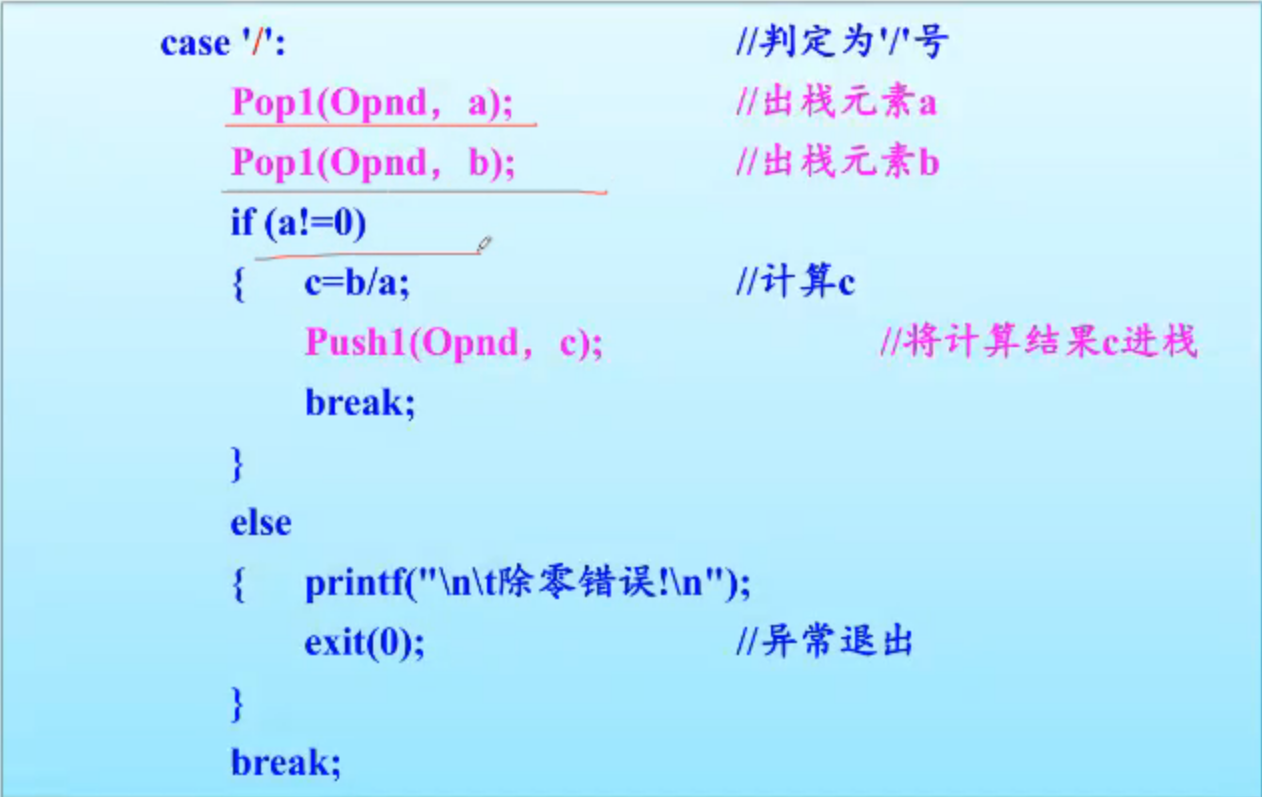 case '/': //判定为'/'号
Pop1(Opnd，a); //出栈元素a
Pop1(Opnd，b); //出栈元素b
if (a!=0)
{ c=b/a; //计算c
Push1(Opnd，c); //将计算结果c进栈
break;
}
else
{ printf("\n\t除零错误!\n");
exit(0); //异常退出
}
break;